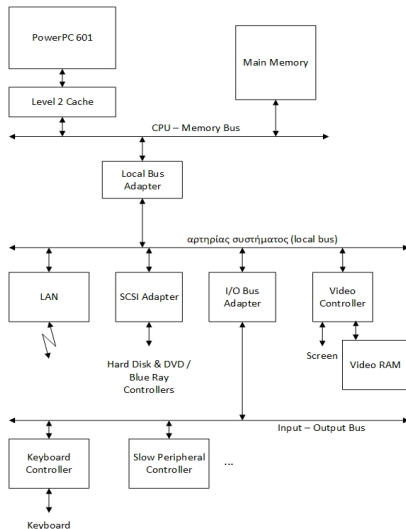 PowerPC 601
Main Memory
Level 2 Cache
CPU – Memory Bus
Local Bus
Adapter
αρτηρίας συστήματος (local bus)
LAN
SCSI Adapter
I/O Bus
Adapter
Video
Controller
Screen
Video RAM
Hard Disk & DVD /
Blue Ray
Controllers
Input – Output Bus
Keyboard
Controller
Slow Peripheral
Controller
...
Keyboard